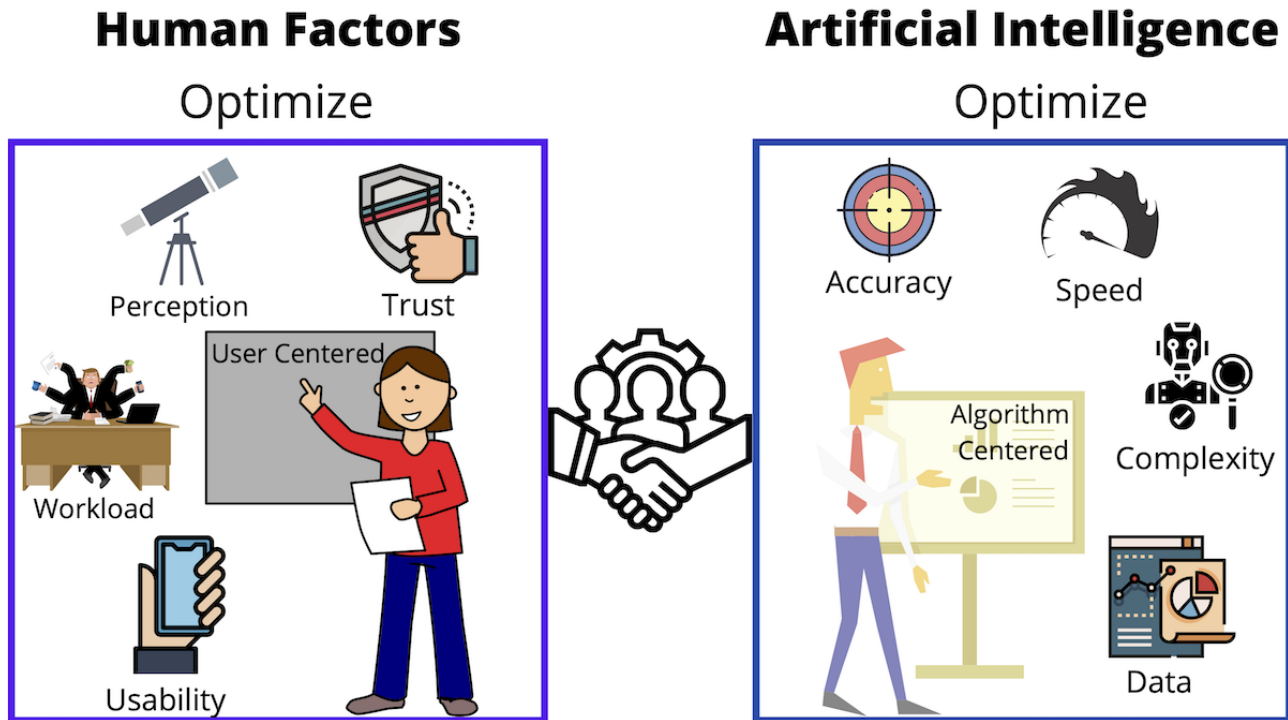 Human Factors
Optimize
Perception
Trust
User Centered
Workload
Usability
Artificial Intelligence
Optimize
Accuracy
Speed
Algorithm
Centered
Complexity
Data